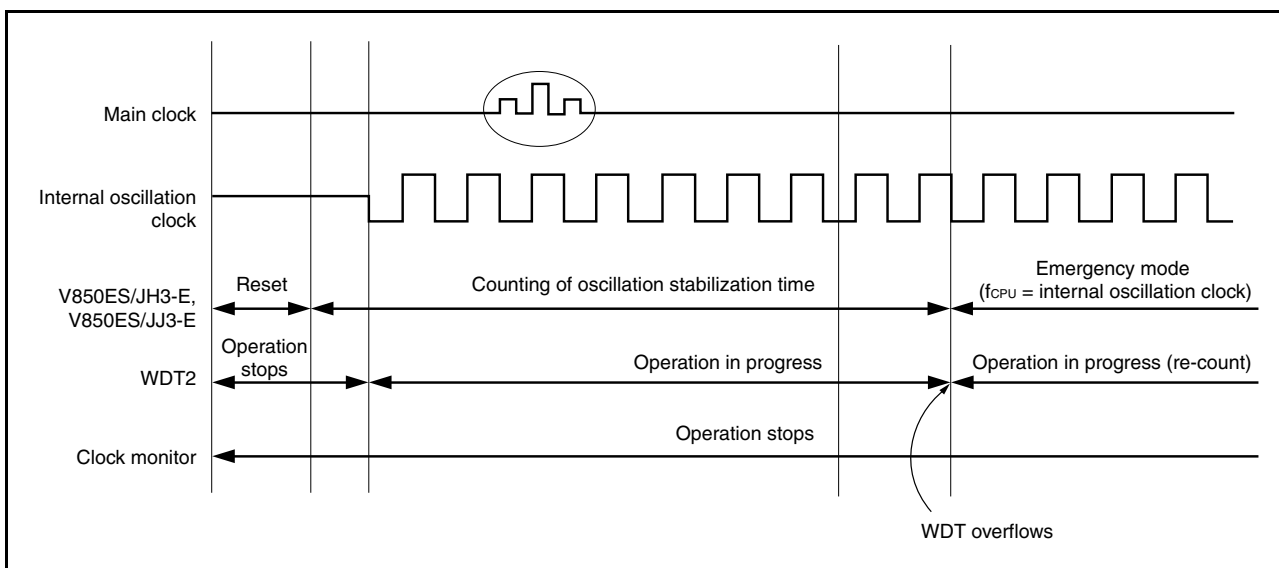 Main clock
Internal oscillation
clock
Reset
Counting of oscillation stabilization time
Emergency mode
(fCPU = internal oscillation clock)
V850ES/JH3-E,
V850ES/JJ3-E
Operation
stops
Operation in progress
Operation in progress (re-count)
WDT2
Operation stops
Clock monitor
WDT overflows